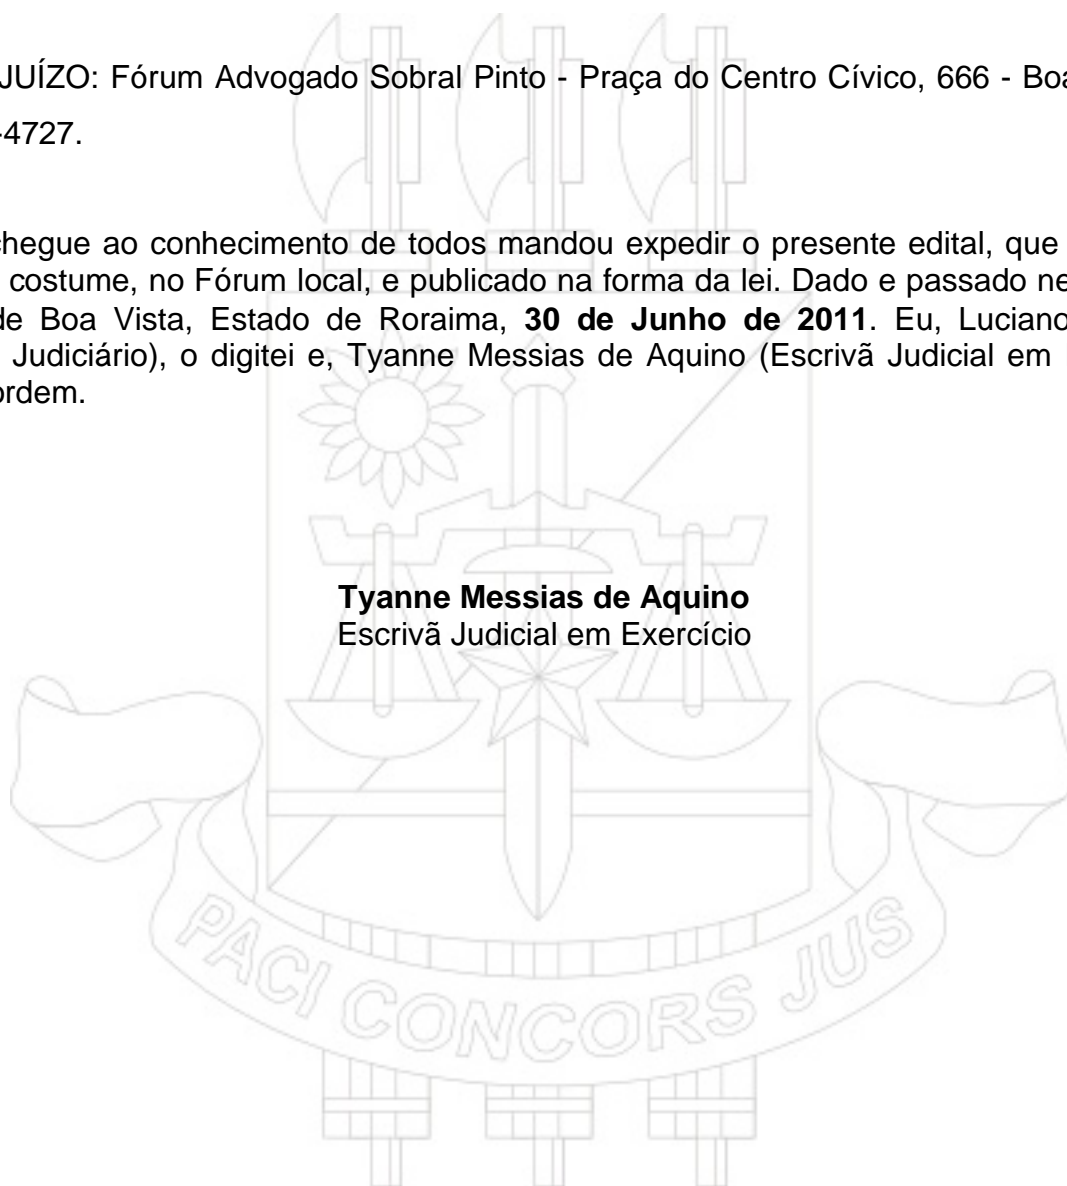 JUÍZO: Fórum Advogado Sobral Pinto - Praça do Centro Cívico, 666 - Boa
-4727.
chegue ao conhecimento de todos mandou expedir o presente edital, que
costume, no Fórum local, e publicado na forma da lei. Dado e passado ne
de Boa Vista, Estado de Roraima, 30 de Junho de 2011. Eu, Luciano
Judiciário), o digitei e, Tyanne Messias de Aquino (Escrivã Judicial em
ordem.
Tyanne Messias de Aquino
Escrivã Judicial em Exercício
PACI CONCORS JUS